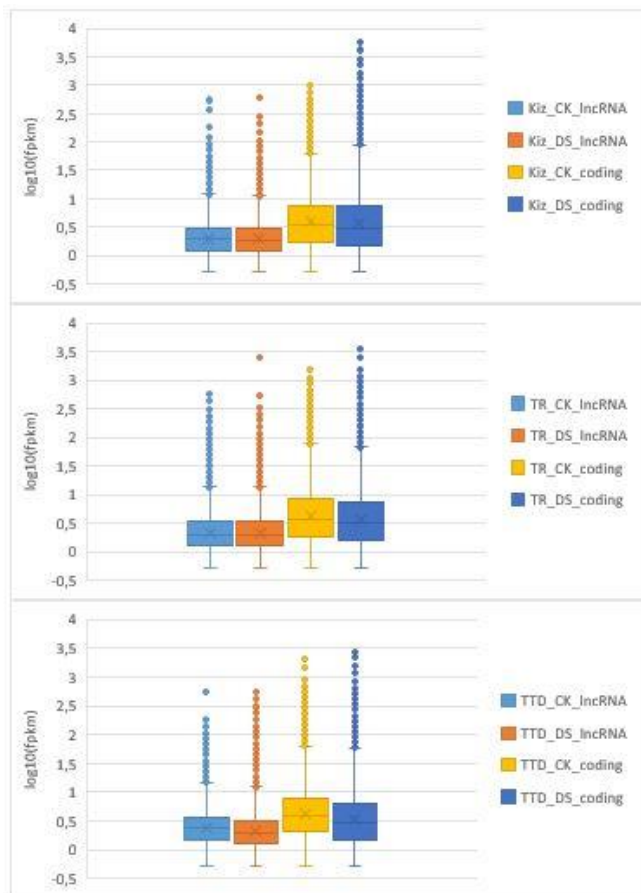 4
3,5
3
2,5
2
1,5
1
0,5
0
-0,5
log10(fpkm)
Kiz_CK_lncRNA
Kiz_DS_lncRNA
Kiz_CK_coding
Kiz_DS_coding
4
3,5
3
2,5
2
1,5
1
0,5
0
-0,5
log10(fpkm)
TR_CK_lncRNA
TR_DS_lncRNA
TR_CK_coding
TR_DS_coding
4
3,5
3
2,5
2
1,5
1
0,5
0
-0,5
log10(fpkm)
TTD_CK_lncRNA
TTD_DS_lncRNA
TTD_CK_coding
TTD_DS_coding